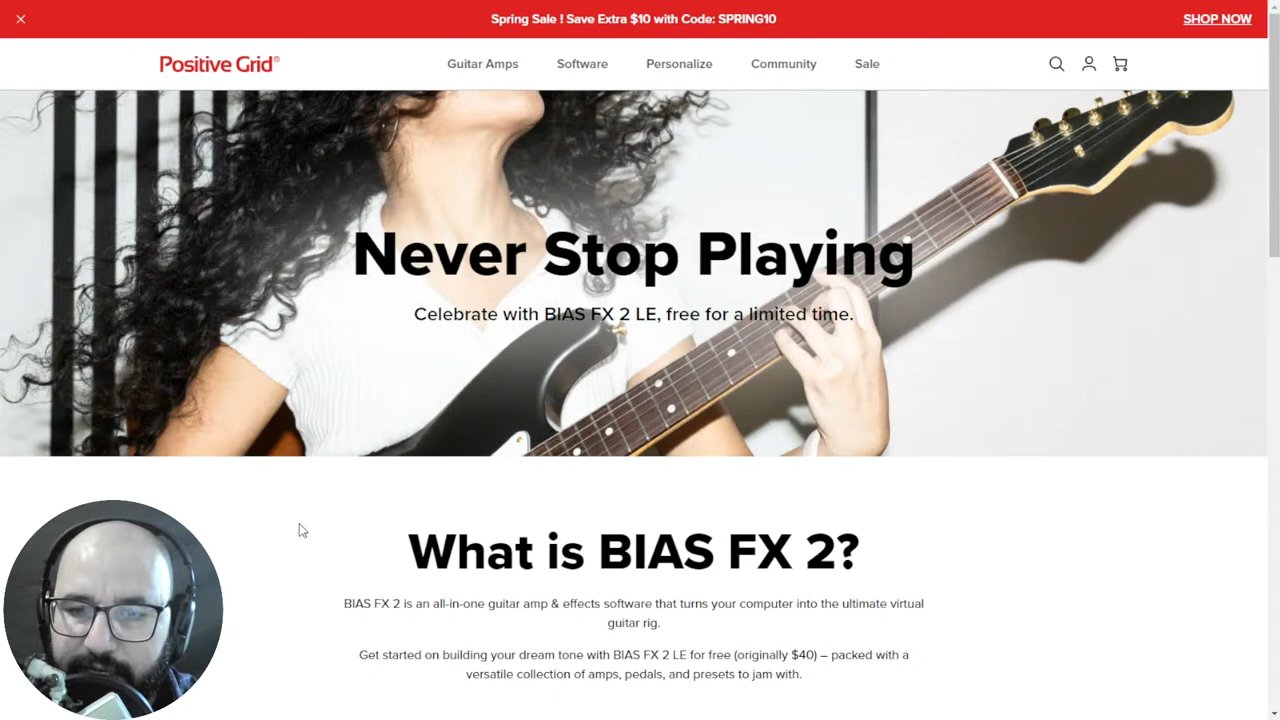 Spring Sale ! Save Extra $10 with Code: SPRING10
SHOP NOW
Positive Grid®
Guitar Amps
Software
Personalize
Community
Sale
Never Stop Playing
Celebrate with BIAS FX 2 LE, free for a limited time.
What is BIAS FX 2?
BIAS FX 2 is an all-in-one guitar amp & effects software that turns your computer into the ultimate virtual
guitar rig.
Get started on building your dream tone with BIAS FX 2 LE for free (originally $40) – packed with a
versatile collection of amps, pedals, and presets to jam with.